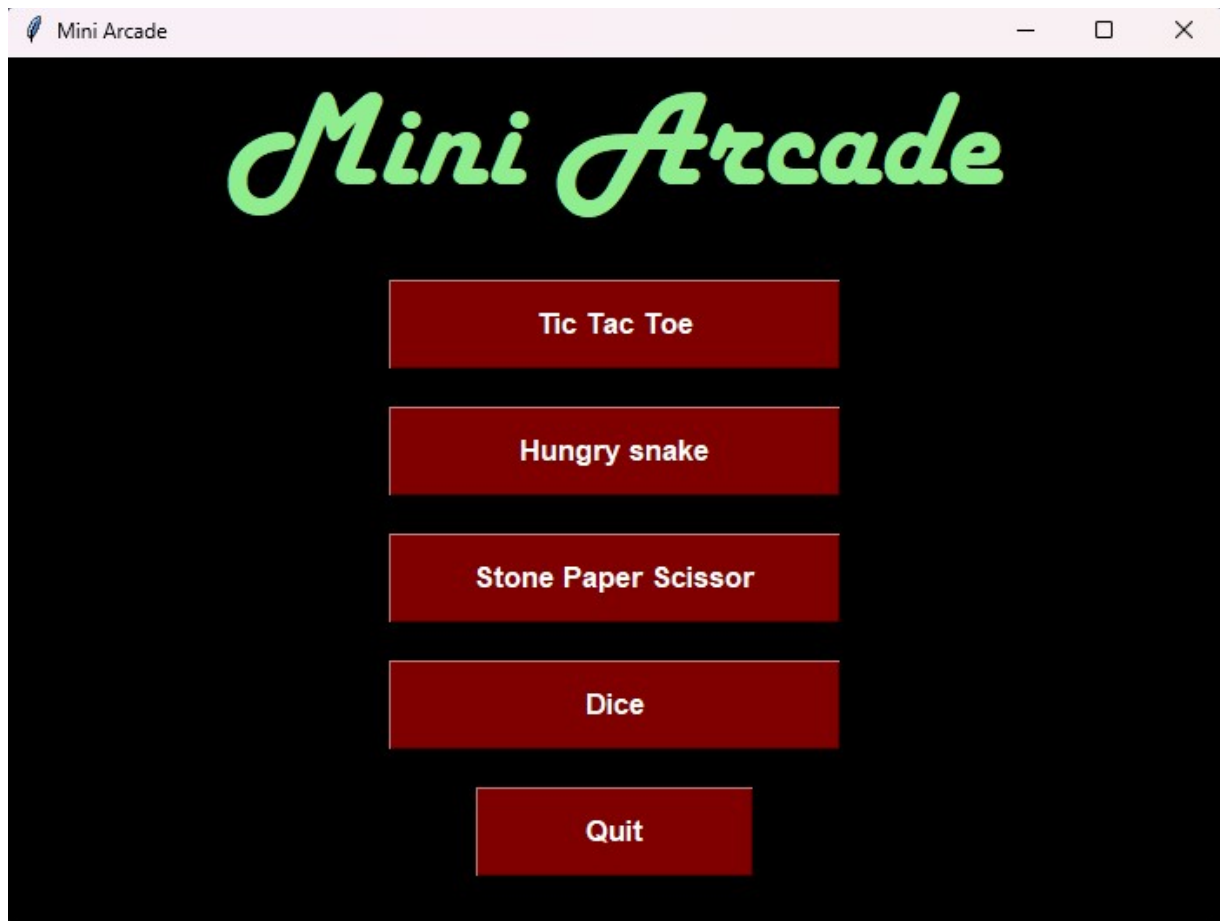 Mini Arcade
Mini Arcade
Tic Tac Toe
Hungry snake
Stone Paper Scissor
Dice
Quit